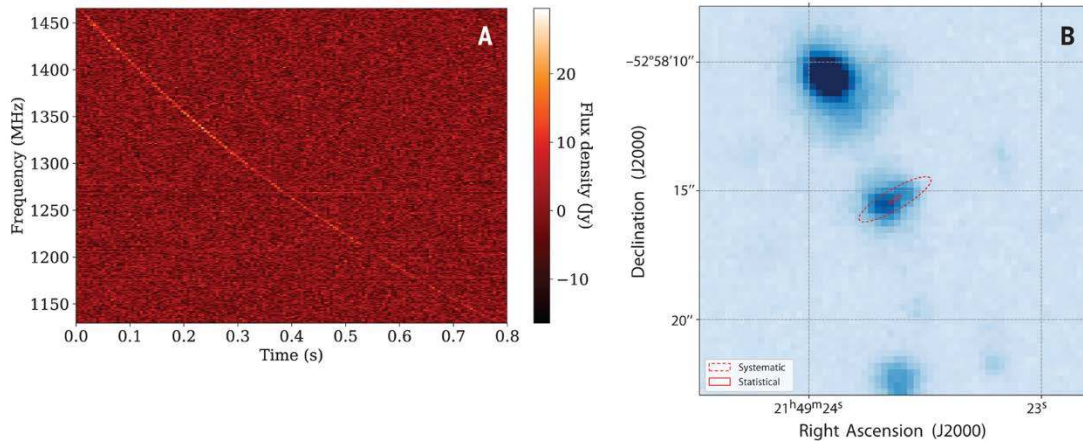 A
1450
1400
1350
1300
1250
1200
1150
Frequency (MHz)
0.0 0.1 0.2 0.3 0.4 0.5 0.6 0.7 0.8
Time (s)
20
10
0
−10
Flux density (Jy)
B
−52°58′10″
15″
20″
Declination (J2000)
Systematic
Statistical
21ʰ49ᵐ24ˢ 23ˢ
Right Ascension (J2000)